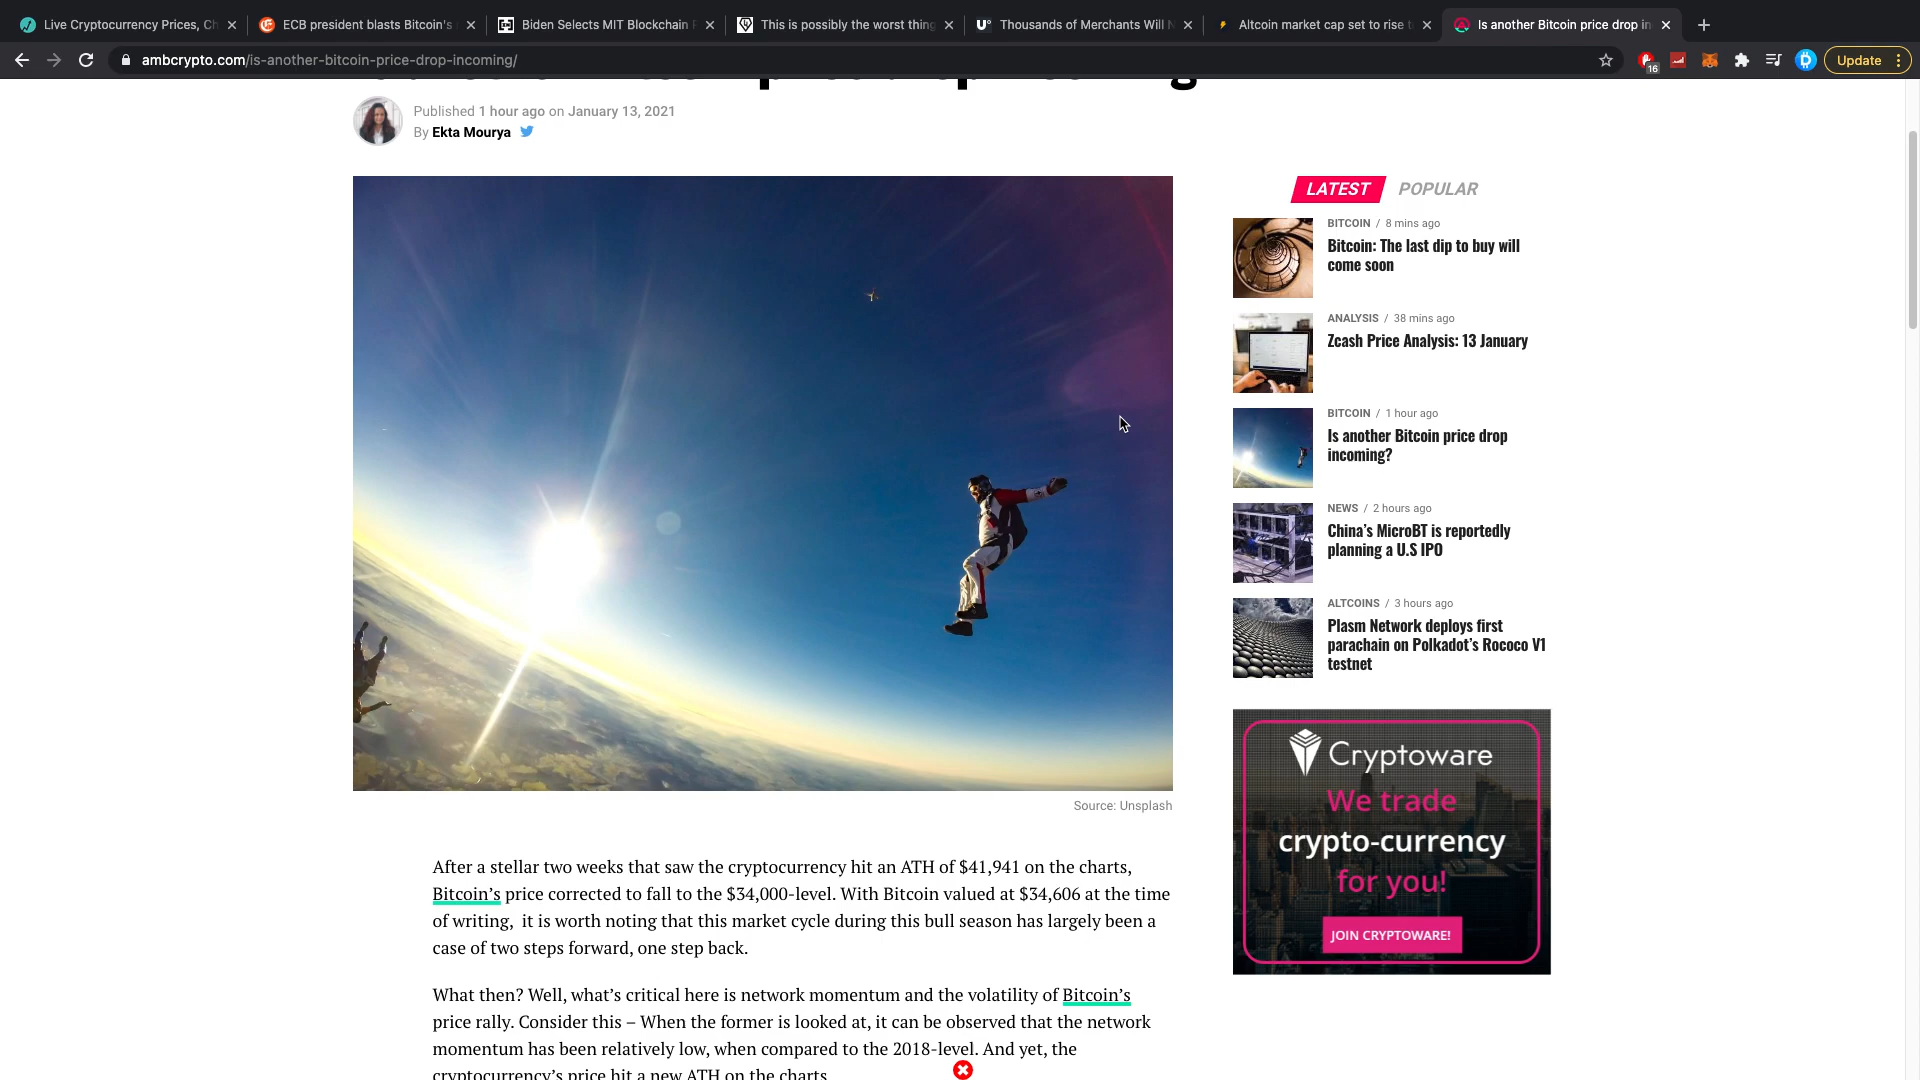 Live Cryptocurrency Prices, Ch
ECB president blasts Bitcoin's
Biden Selects MIT Blockchain
This is possibly the worst thing
Thousands of Merchants Will
Altcoin market cap set to rise
Is another Bitcoin price drop in
ambcrypto.com/is-another-bitcoin-price-drop-incoming/
16
Update
Published 1 hour ago on January 13, 2021
By Ekta Mourya
Source: Unsplash
After a stellar two weeks that saw the cryptocurrency hit an ATH of $41,941 on the charts,
Bitcoin’s price corrected to fall to the $34,000-level. With Bitcoin valued at $34,606 at the time
of writing, it is worth noting that this market cycle during this bull season has largely been a
case of two steps forward, one step back.
What then? Well, what’s critical here is network momentum and the volatility of Bitcoin’s
price rally. Consider this – When the former is looked at, it can be observed that the network
momentum has been relatively low, when compared to the 2018-level. And yet, the
cryptocurrency’s price hit a new ATH on the charts.
LATEST POPULAR
BITCOIN / 8 mins ago
Bitcoin: The last dip to buy will
come soon
ANALYSIS / 38 mins ago
Zcash Price Analysis: 13 January
BITCOIN / 1 hour ago
Is another Bitcoin price drop
incoming?
NEWS / 2 hours ago
China’s MicroBT is reportedly
planning a U.S IPO
ALTCOINS / 3 hours ago
Plasm Network deploys first
parachain on Polkadot’s Rococo V1
testnet
Cryptoware
We trade
crypto-currency
for you!
JOIN CRYPTOWARE!